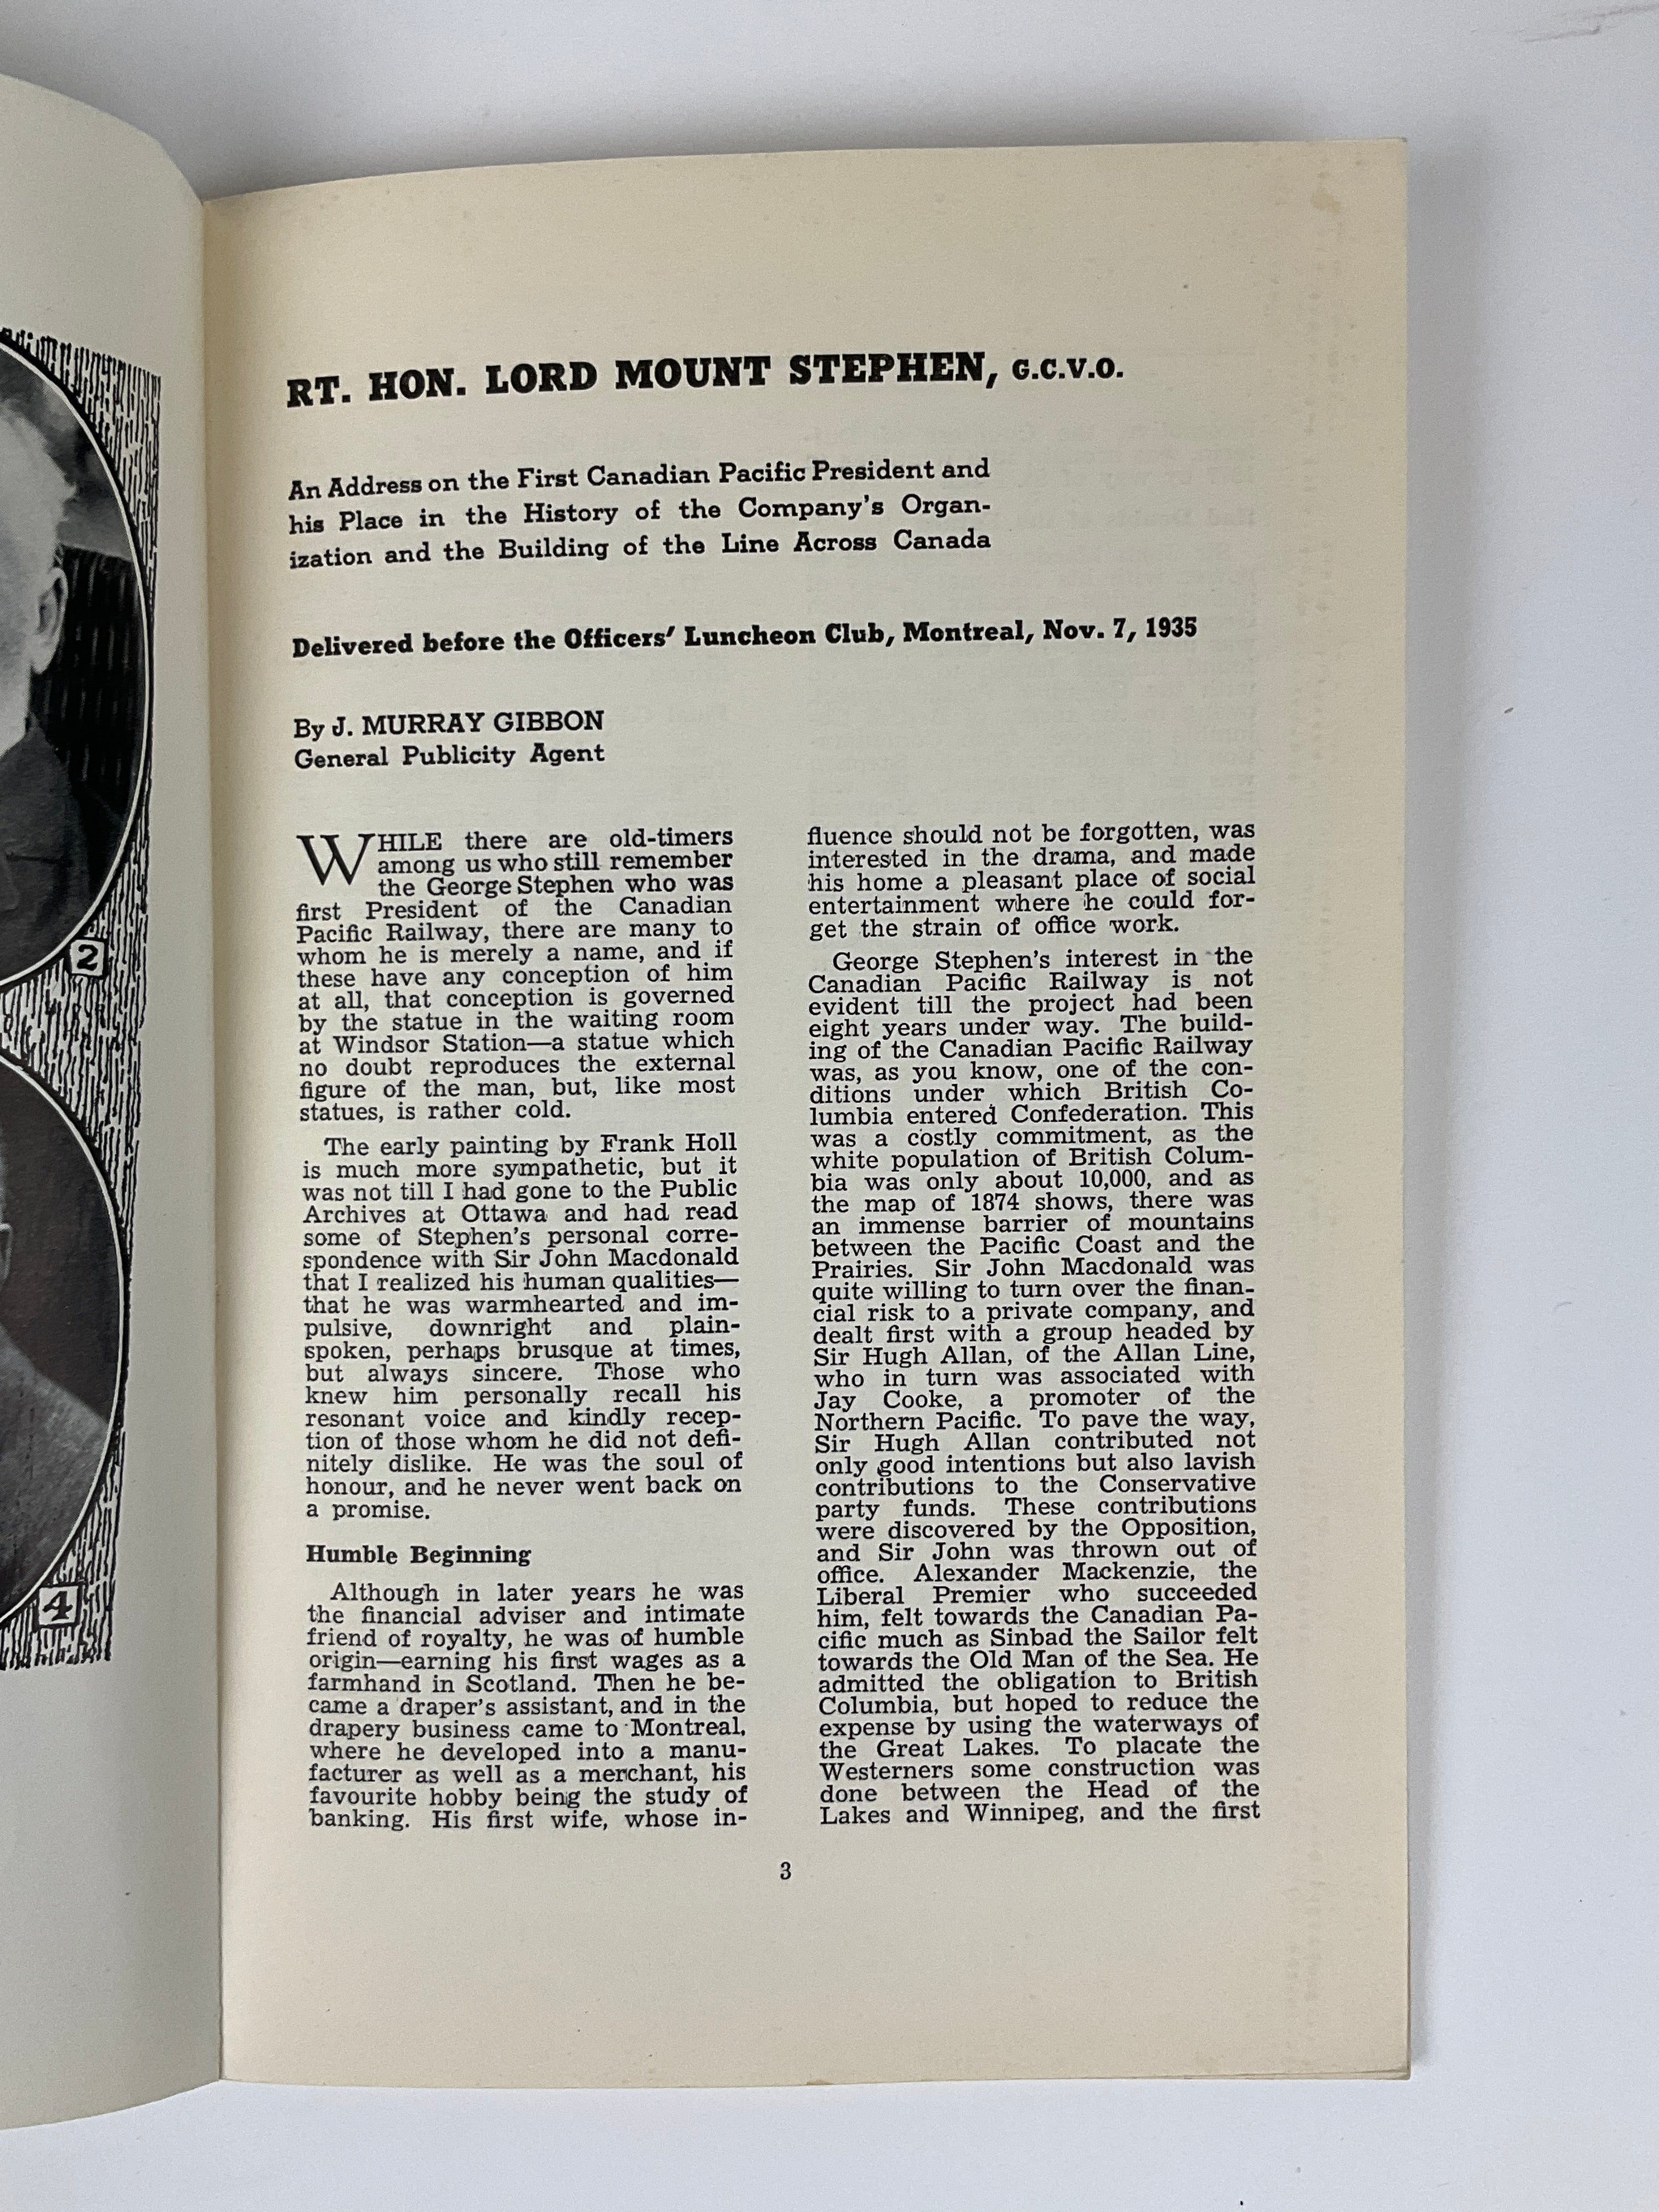 2
4
RT. HON. LORD MOUNT STEPHEN, G.C.V.O.
An Address on the First Canadian Pacific President and
his Place in the History of the Company's Organ-
ization and the Building of the Line Across Canada
Delivered before the Officers' Luncheon Club, Montreal, Nov. 7, 1935
By J. MURRAY GIBBON
General Publicity Agent
WHILE there are old-timers
among us who still remember
the George Stephen who was
first President of the Canadian
Pacific Railway, there are many to
whom he is merely a name, and if
these have any conception of him
at all, that conception is governed
by the statue in the waiting room
at Windsor Station—a statue which
no doubt reproduces the external
figure of the man, but, like most
statues, is rather cold.
The early painting by Frank Holl
is much more sympathetic, but it
was not till I had gone to the Public
Archives at Ottawa and had read
some of Stephen's personal corre-
spondence with Sir John Macdonald
that I realized his human qualities—
that he was warmhearted and im-
pulsive, downright and plain-
spoken, perhaps brusque at times,
but always sincere. Those who
knew him personally recall his
resonant voice and kindly recep-
tion of those whom he did not defi-
nitely dislike. He was the soul of
honour, and he never went back on
a promise.
Humble Beginning
Although in later years he was
the financial adviser and intimate
friend of royalty, he was of humble
origin—earning his first wages as a
farmhand in Scotland. Then he be-
came a draper's assistant, and in the
drapery business came to Montreal,
where he developed into a manu-
facturer as well as a merchant, his
favourite hobby being the study of
banking. His first wife, whose in-
fluence should not be forgotten, was
interested in the drama, and made
his home a pleasant place of social
entertainment where he could for-
get the strain of office work.
George Stephen's interest in the
Canadian Pacific Railway is not
evident till the project had been
eight years under way. The build-
ing of the Canadian Pacific Railway
was, as you know, one of the con-
ditions under which British Co-
lumbia entered Confederation. This
was a costly commitment, as the
white population of British Colum-
bia was only about 10,000, and as
the map of 1874 shows, there was
an immense barrier of mountains
between the Pacific Coast and the
Prairies. Sir John Macdonald was
quite willing to turn over the finan-
cial risk to a private company, and
dealt first with a group headed by
Sir Hugh Allan, of the Allan Line,
who in turn was associated with
Jay Cooke, a promoter of the
Northern Pacific. To pave the way,
Sir Hugh Allan contributed not
only good intentions but also lavish
contributions to the Conservative
party funds. These contributions
were discovered by the Opposition,
and Sir John was thrown out of
office. Alexander Mackenzie, the
Liberal Premier who succeeded
him, felt towards the Canadian Pa-
cific much as Sinbad the Sailor felt
towards the Old Man of the Sea. He
admitted the obligation to British
Columbia, but hoped to reduce the
expense by using the waterways of
the Great Lakes. To placate the
Westerners some construction was
done between the Head of the
Lakes and Winnipeg, and the first
3